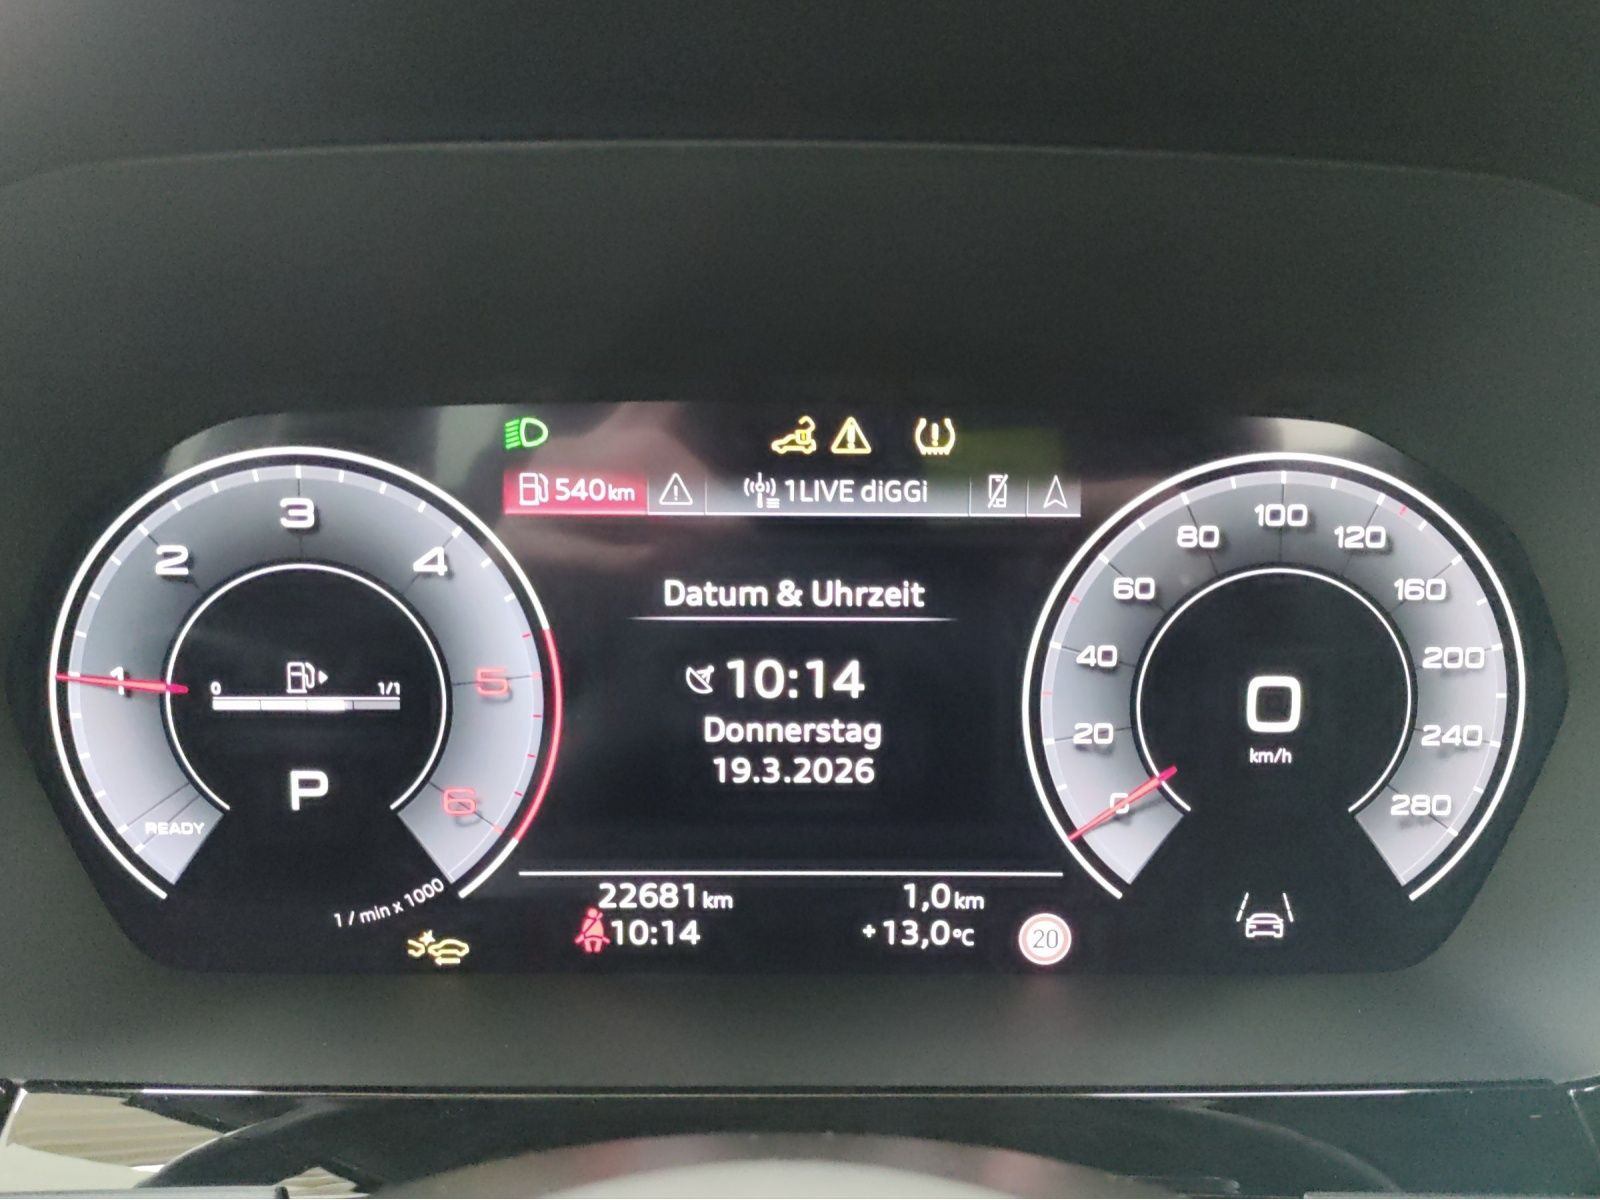 540 km
1LIVE diGGi
Datum & Uhrzeit
10:14
Donnerstag
19.3.2026
22681 km
1,0 km
10:14
+13,0 °C
20
1
2
3
4
5
6
READY
1 / min x 1000
0
1/1
P
0
20
40
60
80
100
120
160
200
240
280
0
km/h